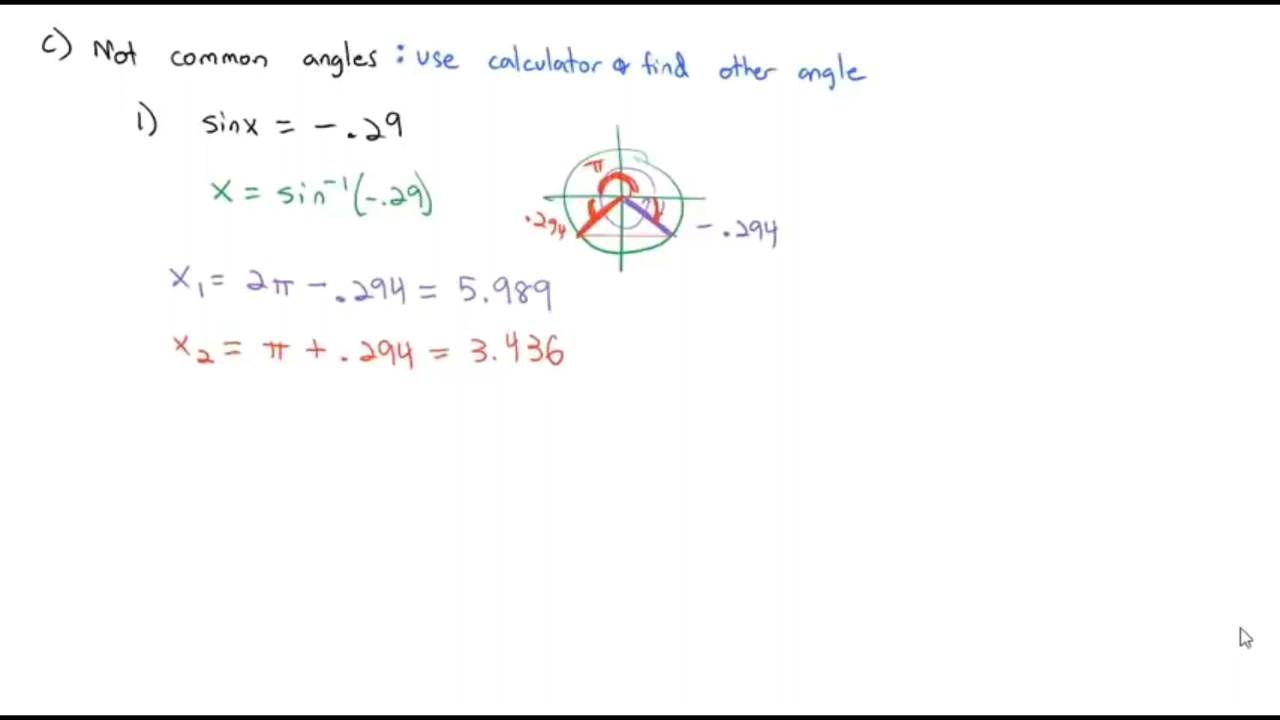 c) Not common angles : use calculator & find other angle
1) sinx = -.29
x = sin⁻¹(-.29)
π
.294
-.294
x₁ = 2π - .294 = 5.989
x₂ = π + .294 = 3.436